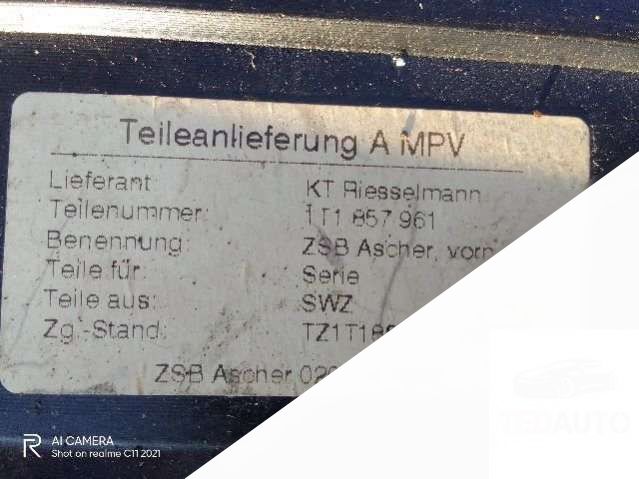 Teileanlieferung A MPV
Lieferant: KT Riesselmann
Teilenummer: 1T1 857 961
Benennung: ZSB Ascher, vorn
Teile für: Serie
Teile aus: SWZ
Zg.-Stand:
ZSB Ascher
AI CAMERA
Shot on realme C11 2021
TEDAUTO